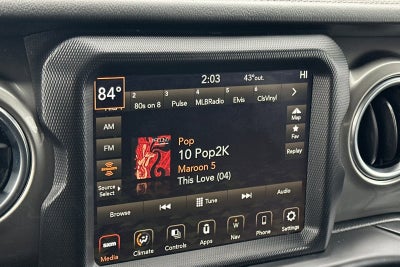 84° 2:03 43°out. HI
2 3 4 5 6
80s on 8 Pulse MLBRadio Elvis ClsVinyl
AM
FM
Source Select
Pop
10 Pop2K
Maroon 5
This Love (04)
Map
Fav
Replay
Browse Tune Audio
SXM
Media Climate Controls Apps Nav Phone Settings